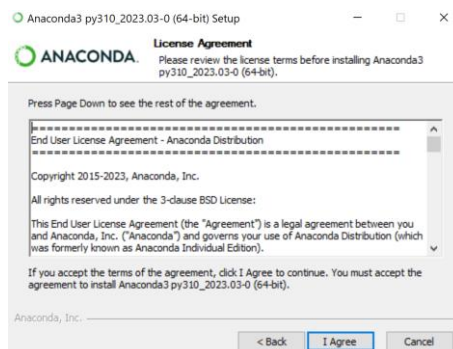 Anaconda3 py310_2023.03-0 (64-bit) Setup
ANACONDA.
License Agreement
Please review the license terms before installing Anaconda3
py310_2023.03-0 (64-bit).
Press Page Down to see the rest of the agreement.
====================================================
End User License Agreement - Anaconda Distribution
====================================================
Copyright 2015-2023, Anaconda, Inc.
All rights reserved under the 3-clause BSD License:
This End User License Agreement (the "Agreement") is a legal agreement between you
and Anaconda, Inc. ("Anaconda") and governs your use of Anaconda Distribution (which
was formerly known as Anaconda Individual Edition).
If you accept the terms of the agreement, click I Agree to continue. You must accept the
agreement to install Anaconda3 py310_2023.03-0 (64-bit).
Anaconda, Inc.
< Back
I Agree
Cancel